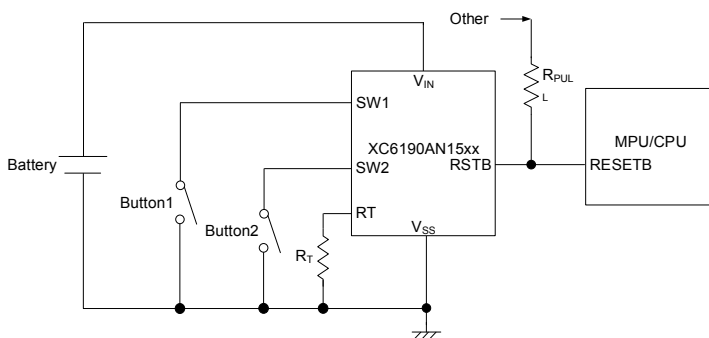 Other
VIN
RPUL
L
SW1
MPU/CPU
XC6190AN15xx
Battery
SW2
RSTB
RESETB
Button1
RT
Button2
VSS
RT